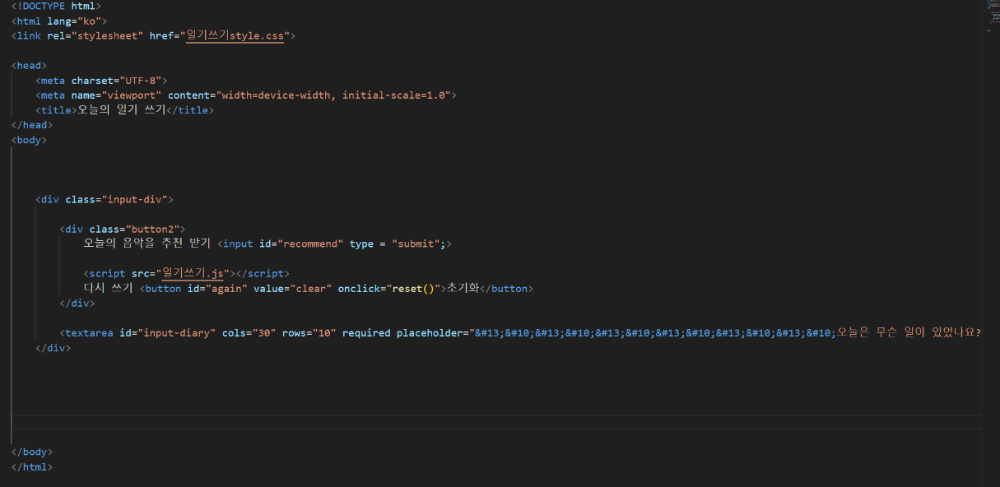 <!DOCTYPE html>
<html lang="ko">
<link rel="stylesheet" href="일기쓰기style.css">
<head>
<meta charset="UTF-8">
<meta name="viewport" content="width=device-width, initial-scale=1.0">
<title>오늘의 일기 쓰기</title>
</head>
<body>
<div class="input-div">
<div class="button2">
오늘의 음악을 추천 받기 <input id="recommend" type = "submit";>
<script src="일기쓰기.js"></script>
다시 쓰기 <button id="again" value="clear" onclick="reset()">초기화</button>
</div>
<textarea id="input-diary" cols="30" rows="10" required placeholder="&#13;&#10;&#13;&#10;&#13;&#10;&#13;&#10;&#13;&#10;&#13;&#10;오늘은 무슨 일이 있었나요?
</div>
</body>
</html>